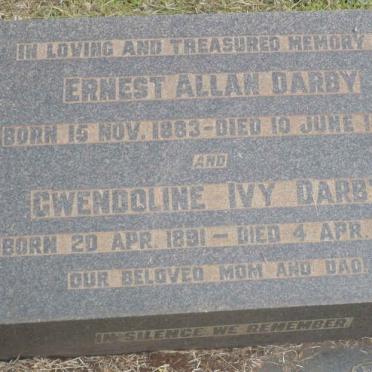 IN LOVING AND TREASURED MEMORY
ERNEST ALLAN DARBY
BORN 15 NOV. 1883 - DIED 10 JUNE
AND
GWENDOLINE IVY DARBY
BORN 20 APR. 1891 - DIED 4 APR.
OUR BELOVED MOM AND DAD.
IN SILENCE WE REMEMBER